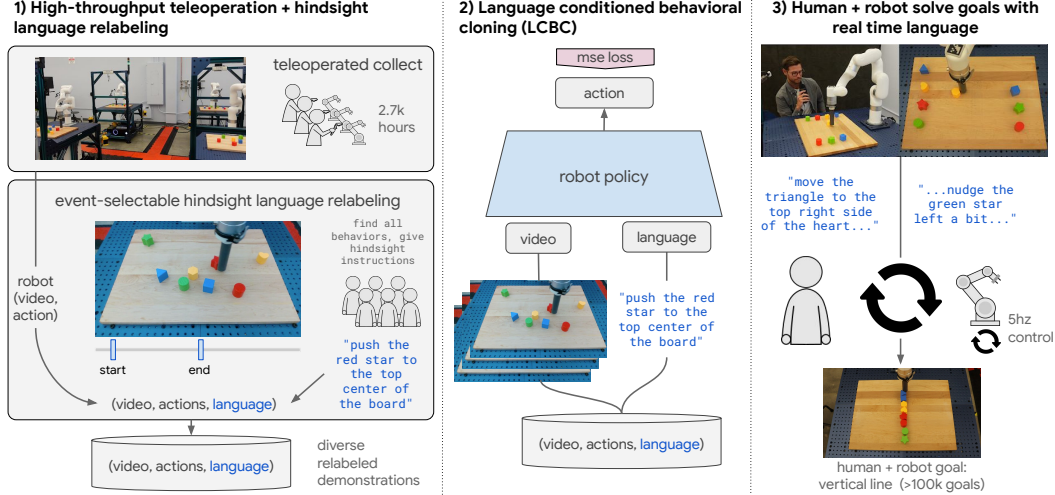 1) High-throughput teleoperation + hindsight
language relabeling
teleoperated collect
2.7k
hours
event-selectable hindsight language relabeling
find all
behaviors, give
hindsight
instructions
robot
(video,
action)
start
end
"push the
red star to
the top
center of
the board"
(video, actions, language)
(video, actions, language)
diverse
relabeled
demonstrations
2) Language conditioned behavioral
cloning (LCBC)
mse loss
action
robot policy
video
language
"push the red
star to the
top center of
the board"
(video, actions, language)
3) Human + robot solve goals with
real time language
"move the
triangle to the
top right side
of the heart..."
"...nudge the
green star
left a bit..."
5hz
control
human + robot goal:
vertical line (>100k goals)